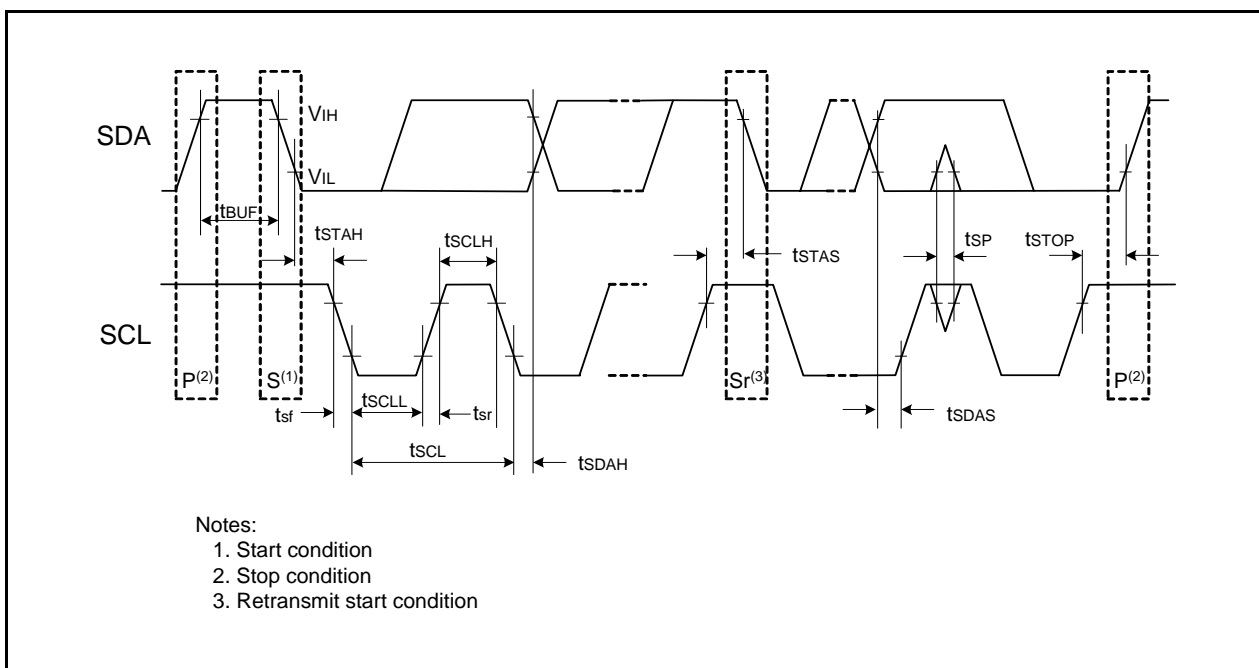 SDA
VIH
VIL
tBUF
tSTAH
tSCLH
tSTAS
tSP
tSTOP
SCL
P(2)
S(1)
Sr(3)
P(2)
tsf
tSCLL
tsr
tSDAS
tSCL
tSDAH
Notes:
1. Start condition
2. Stop condition
3. Retransmit start condition